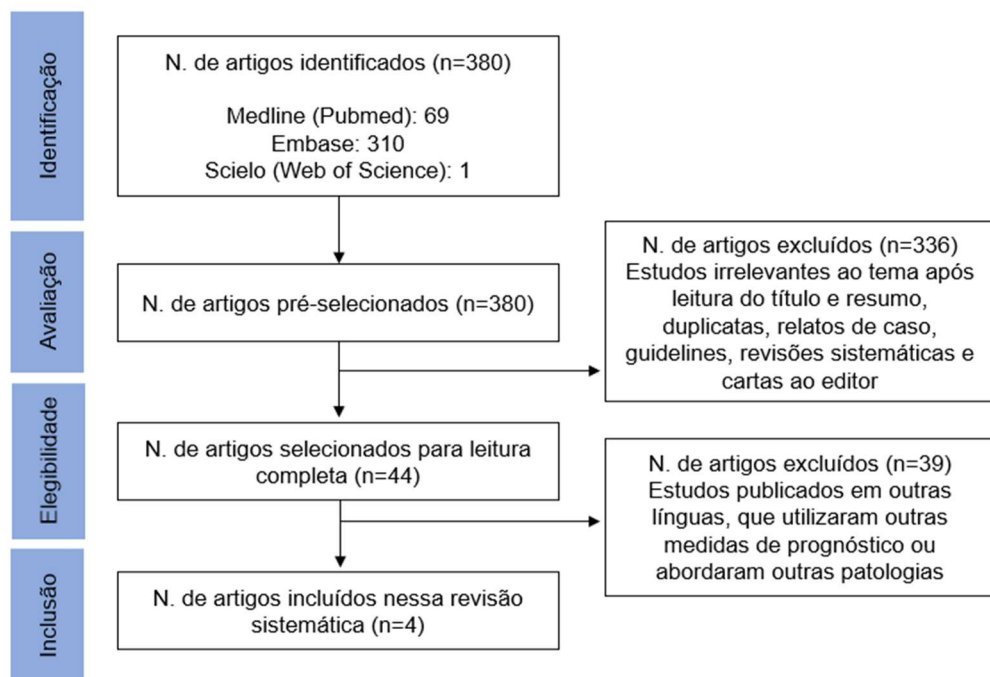 Identificação
N. de artigos identificados (n=380)
Medline (Pubmed): 69
Embase: 310
Scielo (Web of Science): 1
Avaliação
N. de artigos pré-selecionados (n=380)
N. de artigos excluídos (n=336)
Estudos irrelevantes ao tema após
leitura do título e resumo,
duplicatas, relatos de caso,
guidelines, revisões sistemáticas e
cartas ao editor
Elegibilidade
N. de artigos selecionados para leitura
completa (n=44)
N. de artigos excluídos (n=39)
Estudos publicados em outras
línguas, que utilizaram outras
medidas de prognóstico ou
abordaram outras patologias
Inclusão
N. de artigos incluídos nessa revisão
sistemática (n=4)